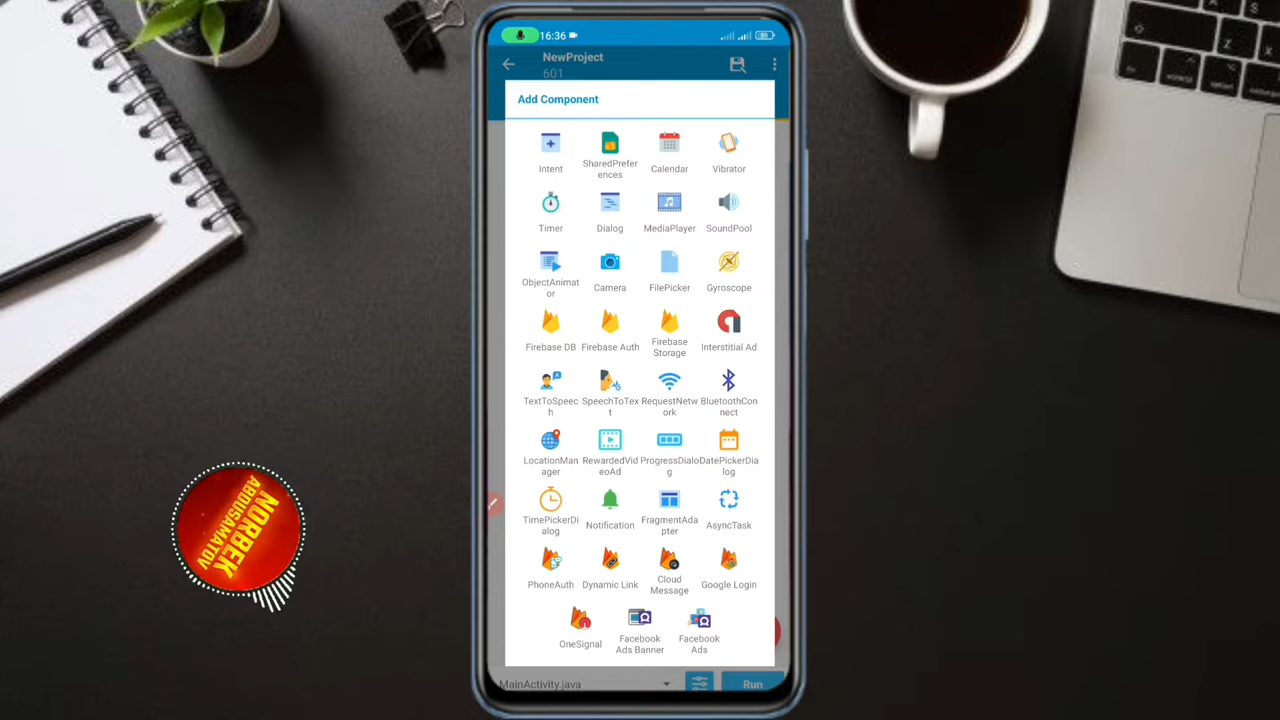 16:36
NewProject
601
Add Component
Intent
SharedPrefer
ences
Calendar
Vibrator
Timer
Dialog
MediaPlayer
SoundPool
ObjectAnimat
or
Camera
FilePicker
Gyroscope
Firebase DB
Firebase Auth
Firebase
Storage
Interstitial Ad
TextToSpeec
h
SpeechToTex
t
RequestNetw
ork
BluetoothCon
nect
LocationMan
ager
RewardedVid
eoAd
ProgressDialo
g
DatePickerDia
log
TimePickerDi
alog
Notification
FragmentAda
pter
AsyncTask
PhoneAuth
Dynamic Link
Cloud
Message
Google Login
OneSignal
Facebook
Ads Banner
Facebook
Ads
MainActivity.java
Run
NORBEK
ABDUSAMATOV